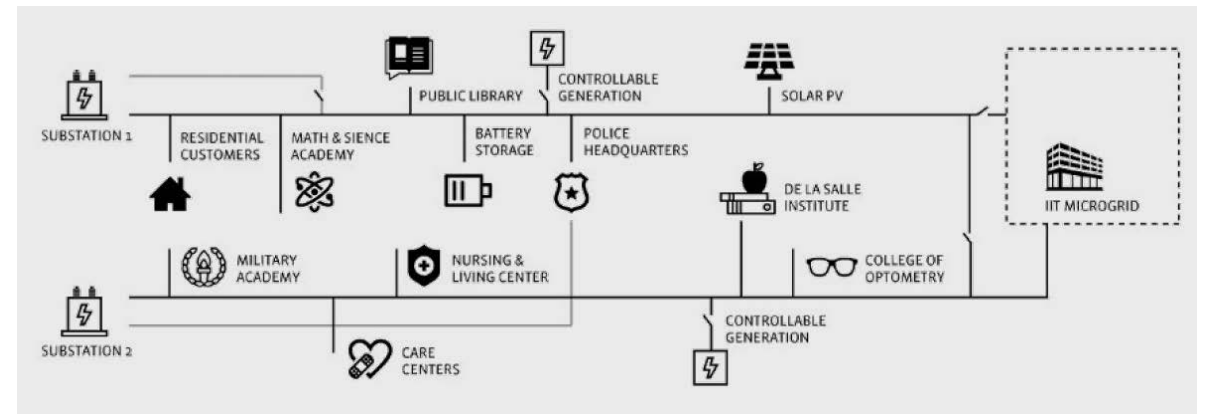 PUBLIC LIBRARY
CONTROLLABLE
GENERATION
SOLAR PV
SUBSTATION 1
RESIDENTIAL
CUSTOMERS
MATH & SIENCE
ACADEMY
BATTERY
STORAGE
POLICE
HEADQUARTERS
DE LA SALLE
INSTITUTE
IIT MICROGRID
MILITARY
ACADEMY
NURSING &
LIVING CENTER
COLLEGE OF
OPTOMETRY
SUBSTATION 2
CARE
CENTERS
CONTROLLABLE
GENERATION